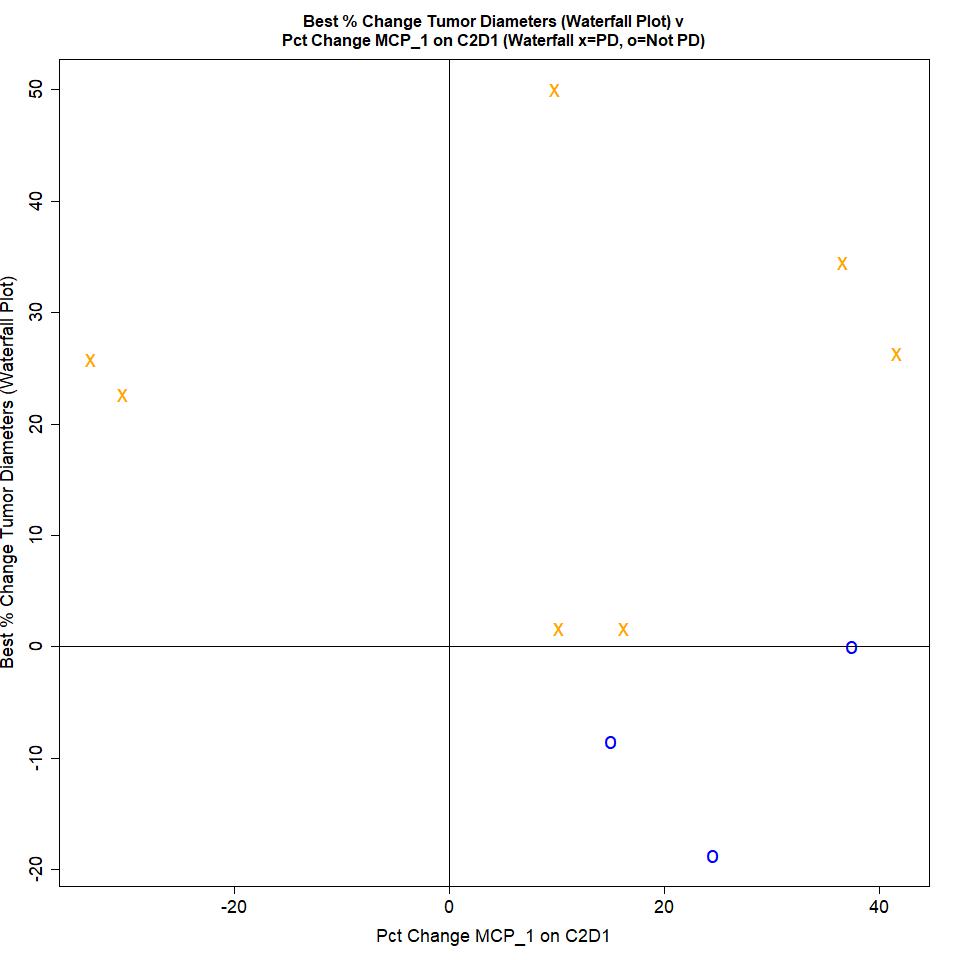 Best % Change Tumor Diameters (Waterfall Plot) v
Pct Change MCP_1 on C2D1 (Waterfall x=PD, o=Not PD)
Best % Change Tumor Diameters (Waterfall Plot)
50
40
30
20
10
0
-10
-20
X
X
X
X
X
X
X
O
O
O
-20
0
20
40
Pct Change MCP_1 on C2D1